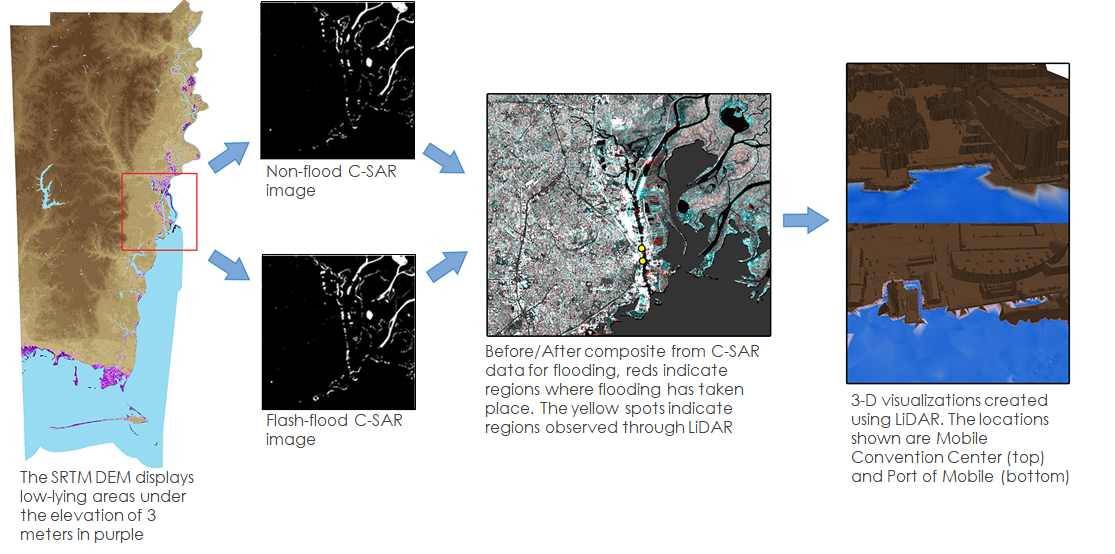 Non-flood C-SAR
image
Flash-flood C-SAR
image
The SRTM DEM displays
low-lying areas under
the elevation of 3
meters in purple
Before/After composite from C-SAR
data for flooding, reds indicate
regions where flooding has taken
place. The yellow spots indicate
regions observed through LiDAR
3-D visualizations created
using LiDAR. The locations
shown are Mobile
Convention Center (top)
and Port of Mobile (bottom)